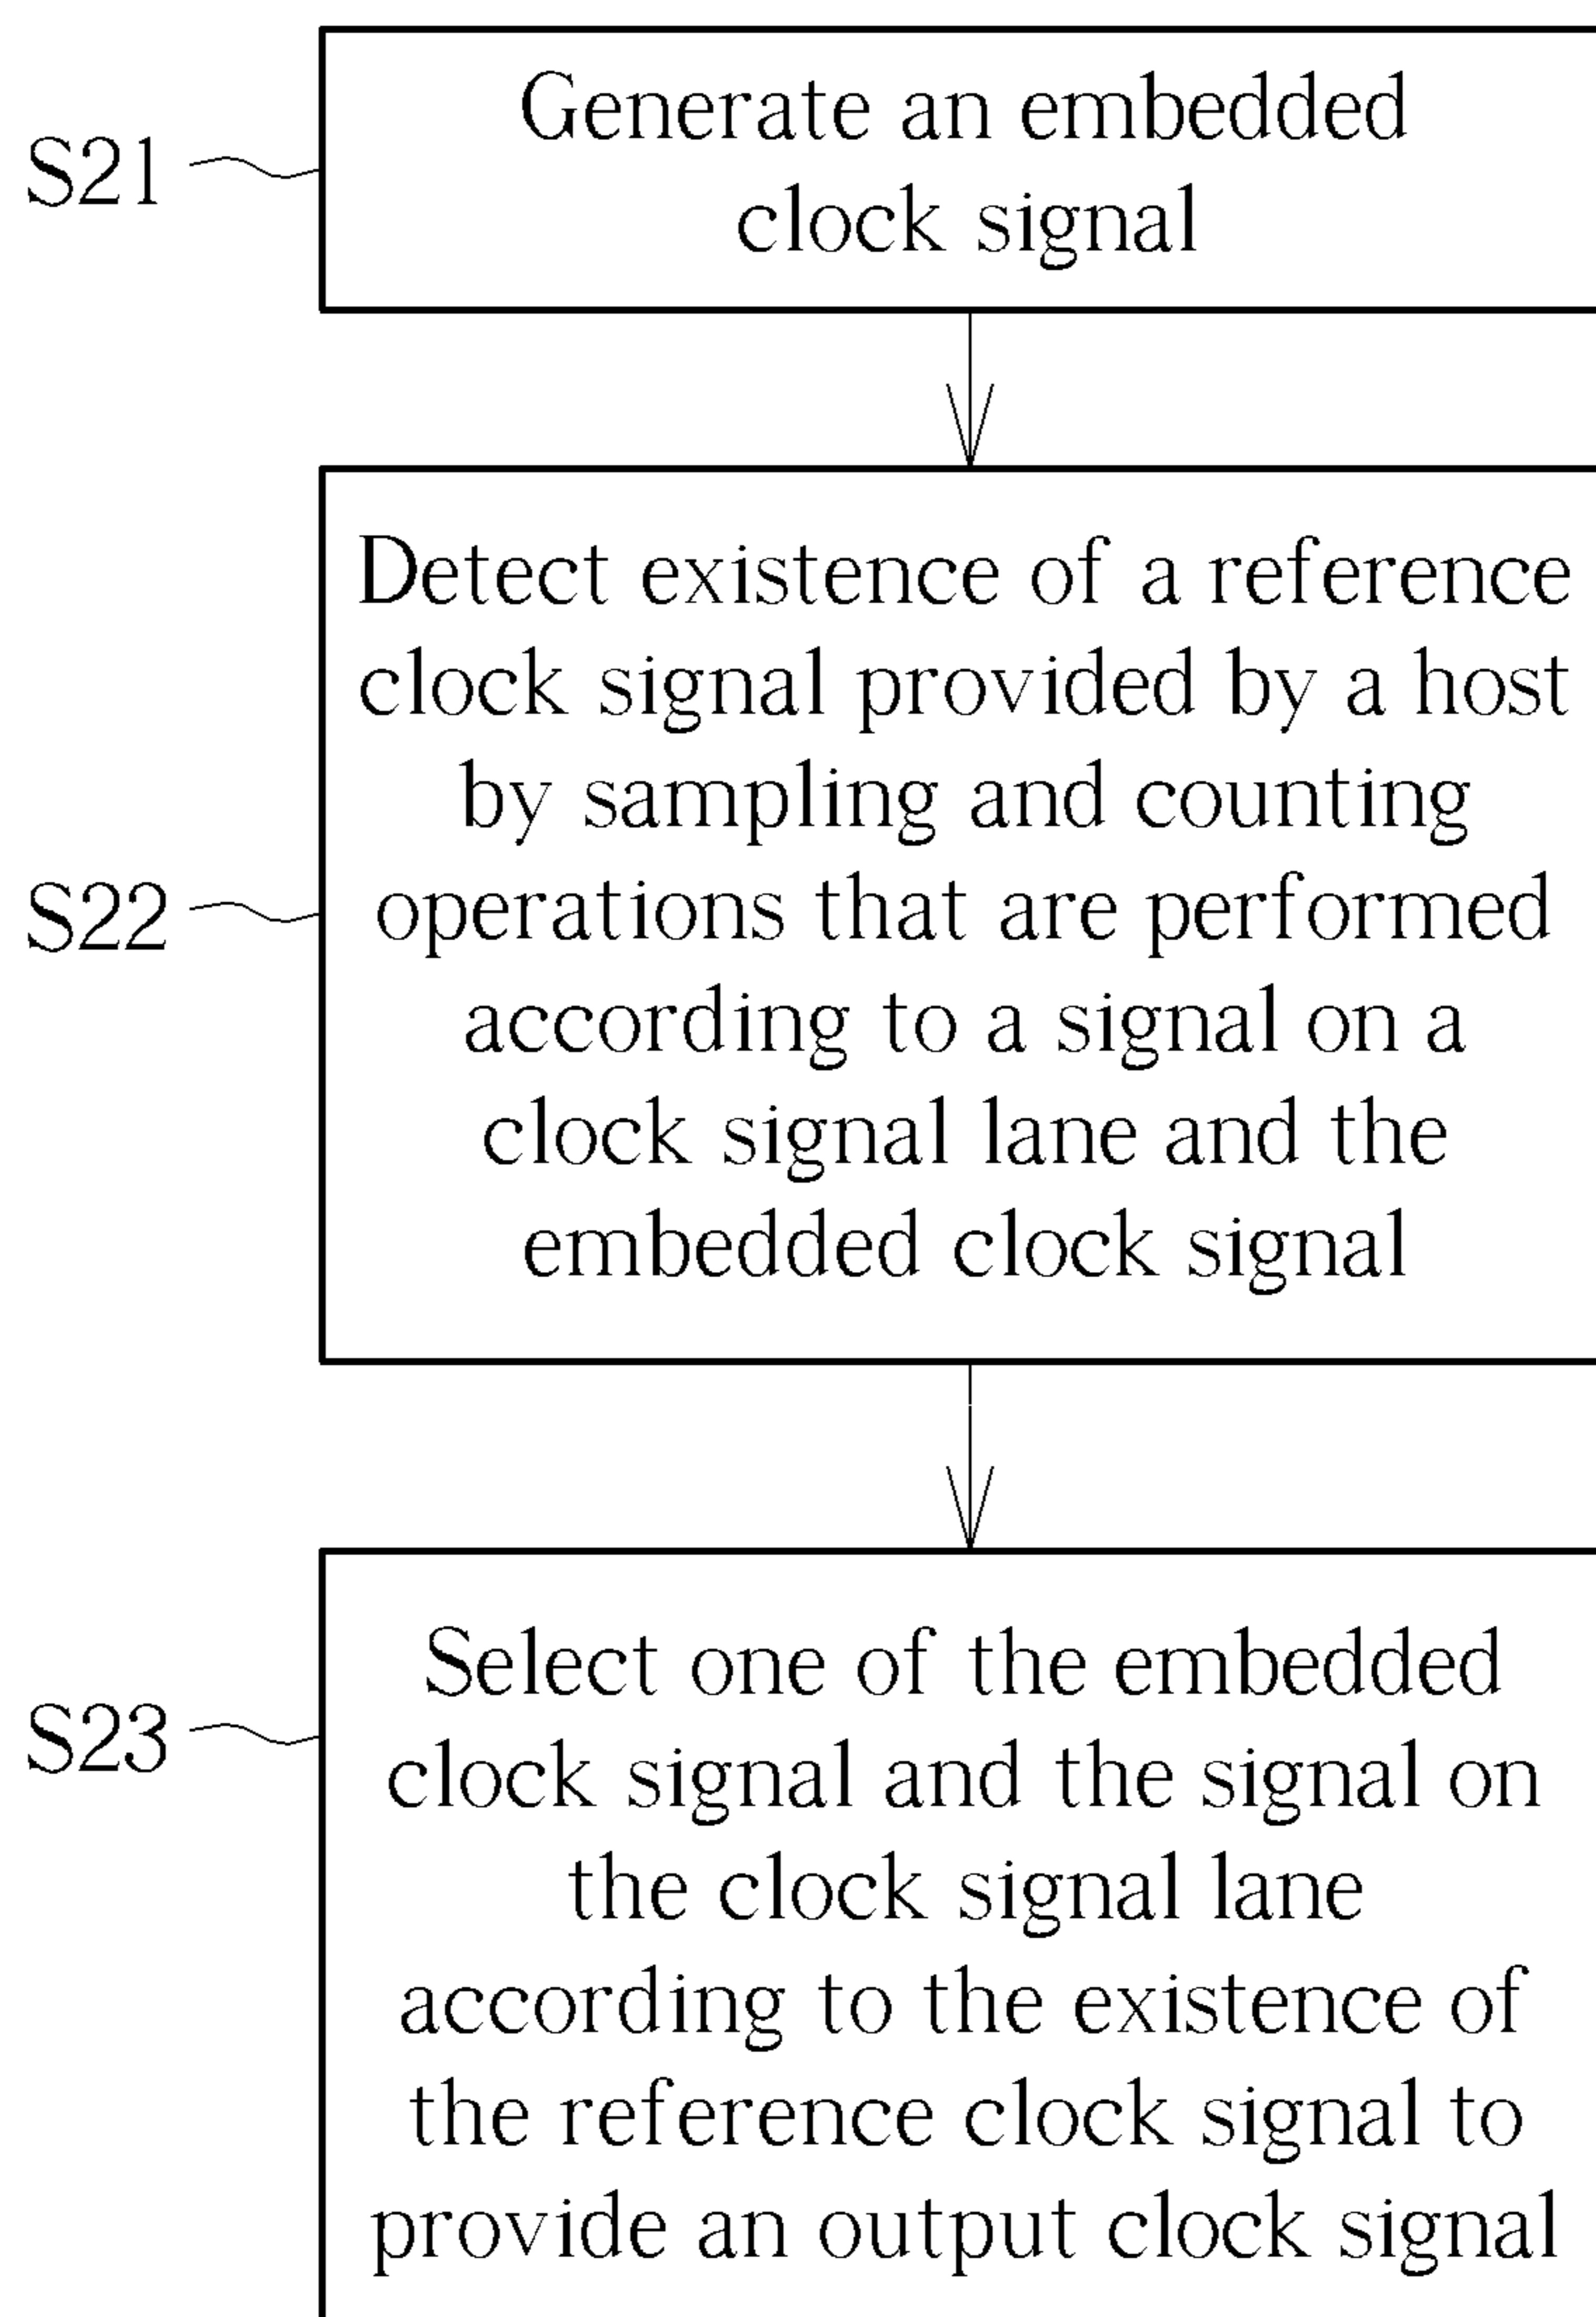 Generate an embedded
clock signal
S21
Detect existence of a reference
clock signal provided by a host
by sampling and counting
operations that are performed
according to a signal on a
clock signal lane and the
embedded clock signal
S22
Select one of the embedded
clock signal and the signal on
the clock signal lane
according to the existence of
the reference clock signal to
provide an output clock signal
S23